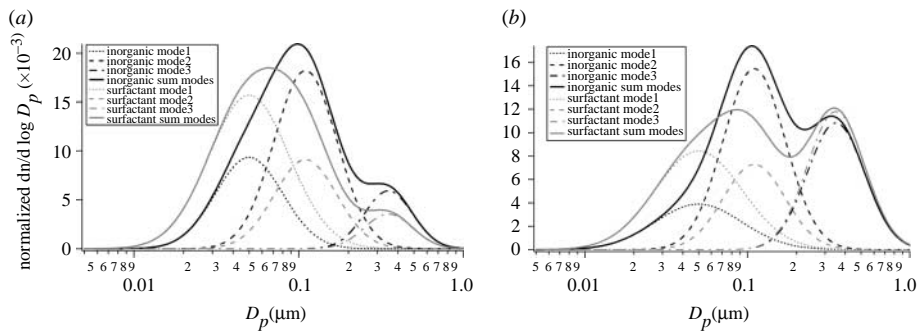 (a)
20
15
10
5
0
normalized dn/d log Dp (×10−3)
inorganic mode1
inorganic mode2
inorganic mode3
inorganic sum modes
surfactant mode1
surfactant mode2
surfactant mode3
surfactant sum modes
5 6 7 8 9 2 3 4 5 6 7 8 9 2 3 4 5 6 7 8 9
0.01 0.1 1.0
Dp(μm)
(b)
16
14
12
10
8
6
4
2
0
inorganic mode1
inorganic mode2
inorganic mode3
inorganic sum modes
surfactant mode1
surfactant mode2
surfactant mode3
surfactant sum modes
5 6 7 8 9 2 3 4 5 6 7 8 9 2 3 4 5 6 7 8 9
0.01 0.1 1.0
Dp(μm)